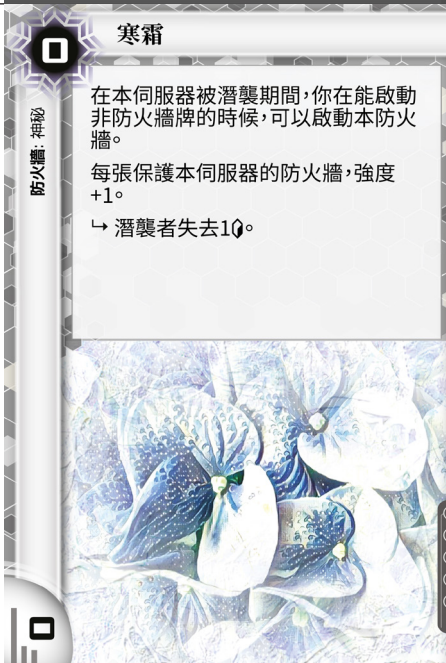 0
寒霜
防火牆: 神秘
在本伺服器被潛襲期間,你在能啟動
非防火牆牌的時候,可以啟動本防火
牆。
每張保護本伺服器的防火牆,強度
+1。
↳ 潛襲者失去1。
0